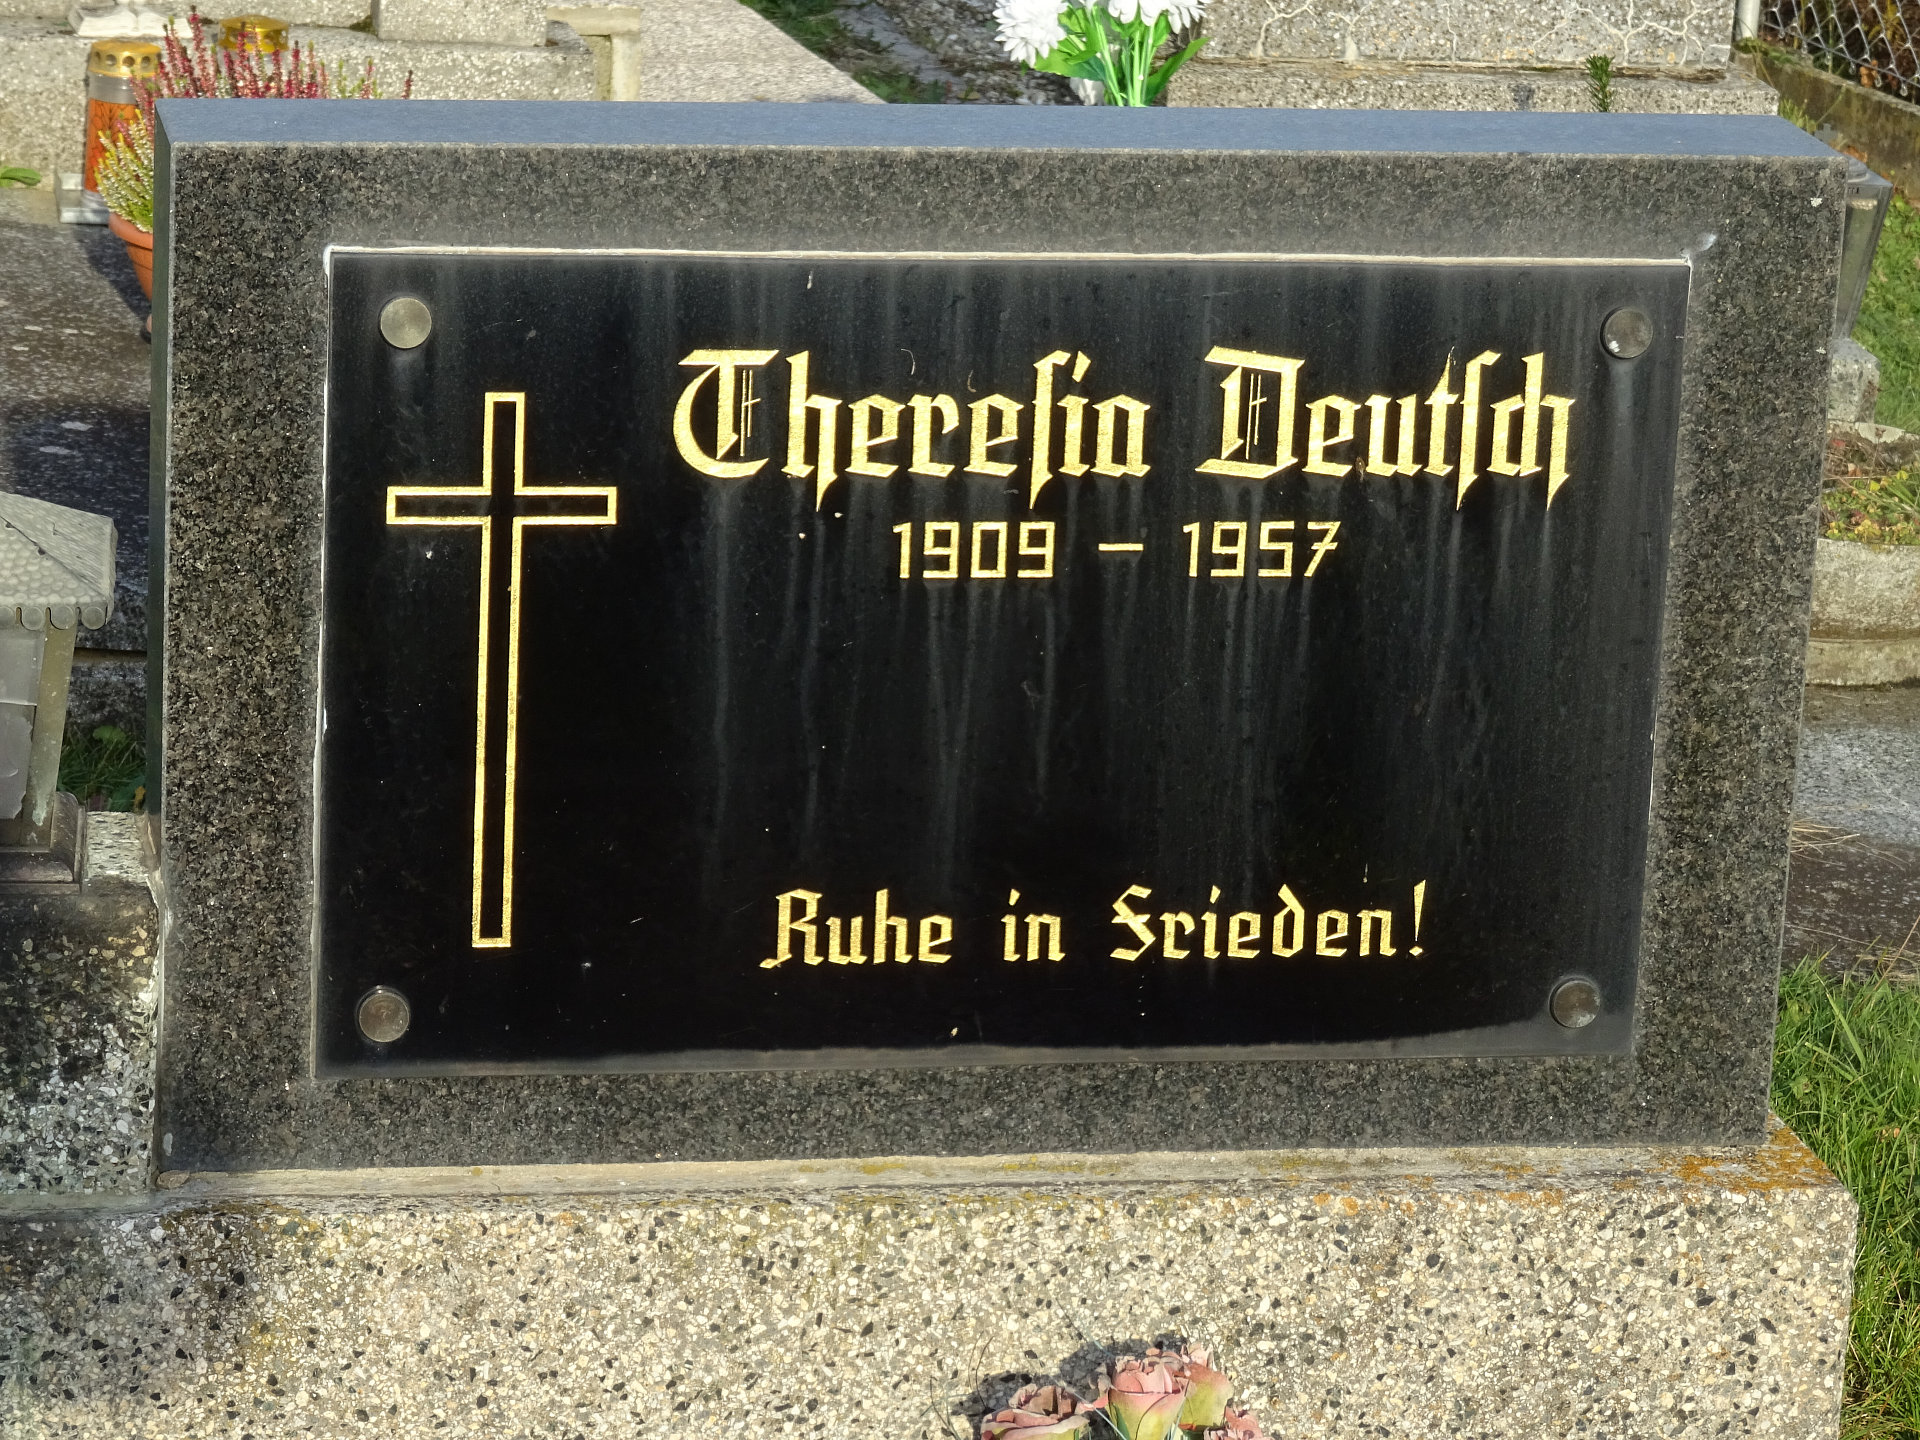 Thereſia Deutſch
1909 – 1957
Ruhe in Frieden!